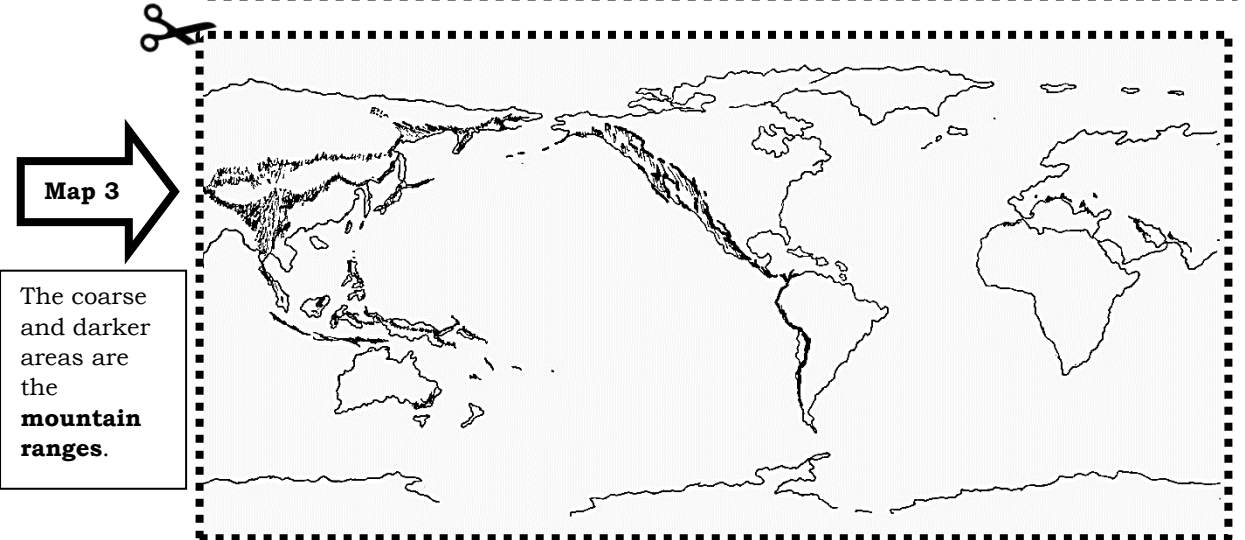 Map 3
The coarse
and darker
areas are
the
mountain
ranges.